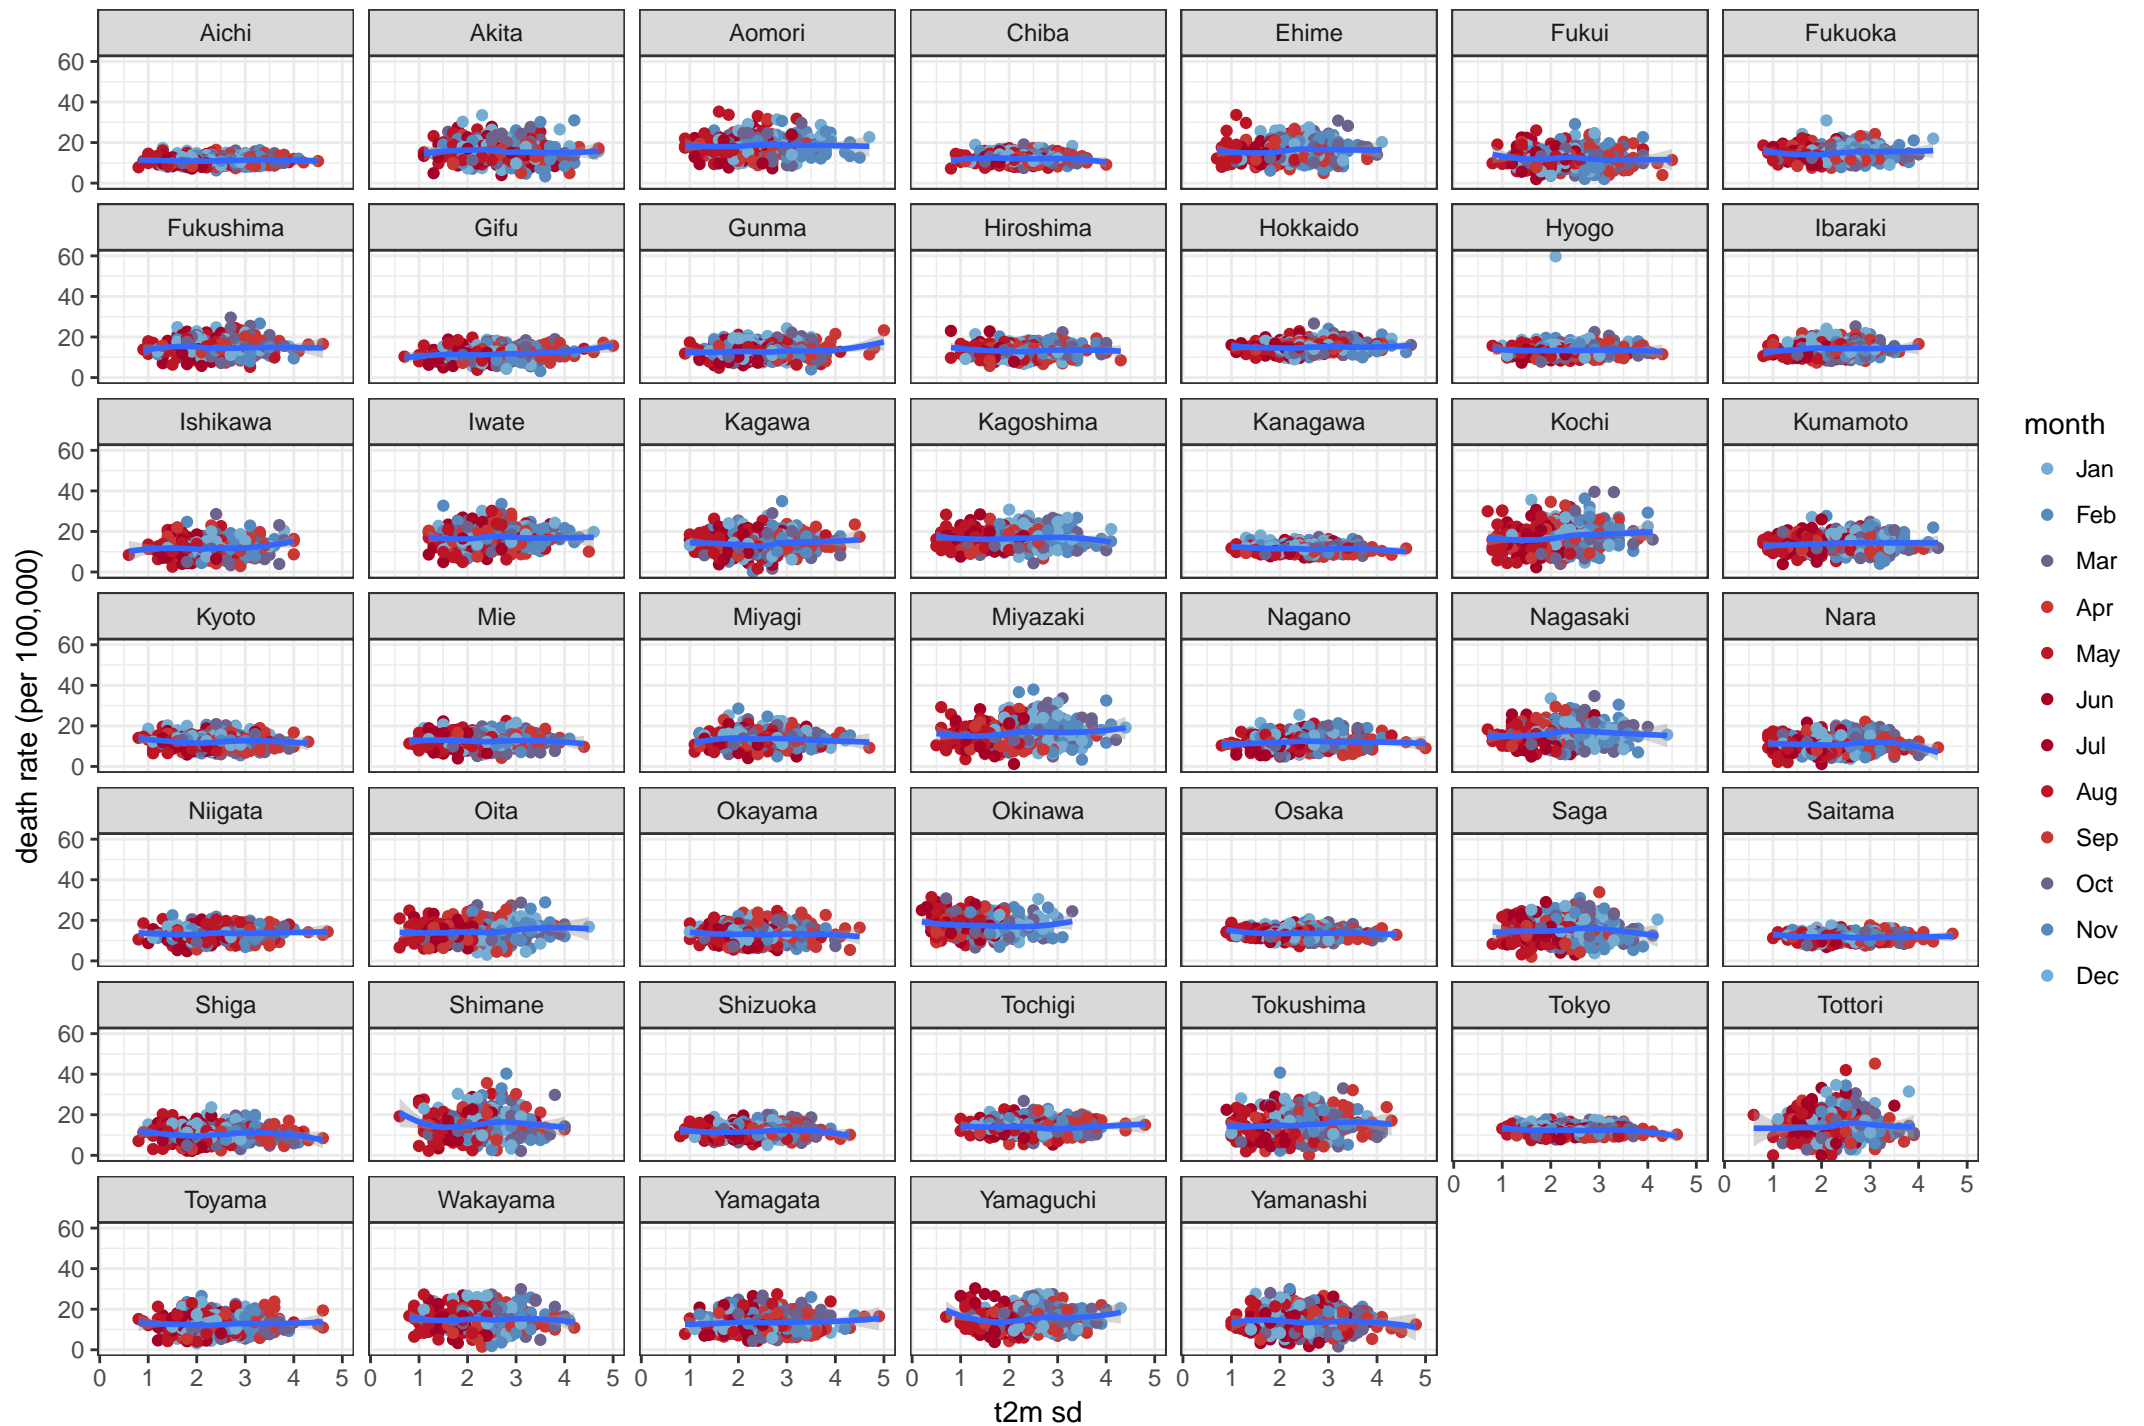 Aichi Akita Aomori Chiba Ehime Fukui Fukuoka
60
40
20
0
Fukushima Gifu Gunma Hiroshima Hokkaido Hyogo Ibaraki
60
40
20
0
Ishikawa Iwate Kagawa Kagoshima Kanagawa Kochi Kumamoto
60
40
20
0
Kyoto Mie Miyagi Miyazaki Nagano Nagasaki Nara
60
40
20
0
Niigata Oita Okayama Okinawa Osaka Saga Saitama
60
40
20
0
Shiga Shimane Shizuoka Tochigi Tokushima Tokyo Tottori
60
40
20
0
0 1 2 3 4 5 0 1 2 3 4 5
Toyama Wakayama Yamagata Yamaguchi Yamanashi
60
40
20
0
0 1 2 3 4 5 0 1 2 3 4 5 0 1 2 3 4 5 0 1 2 3 4 5 0 1 2 3 4 5
t2m sd
death rate (per 100,000)
month
Jan
Feb
Mar
Apr
May
Jun
Jul
Aug
Sep
Oct
Nov
Dec